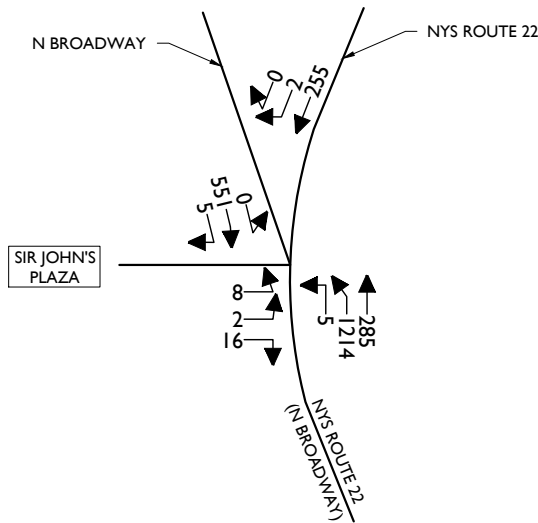 N BROADWAY
NYS ROUTE 22
0
2
255
0
551
5
SIR JOHN'S
PLAZA
8
2
16
5
1214
285
NYS ROUTE 22
(N BROADWAY)